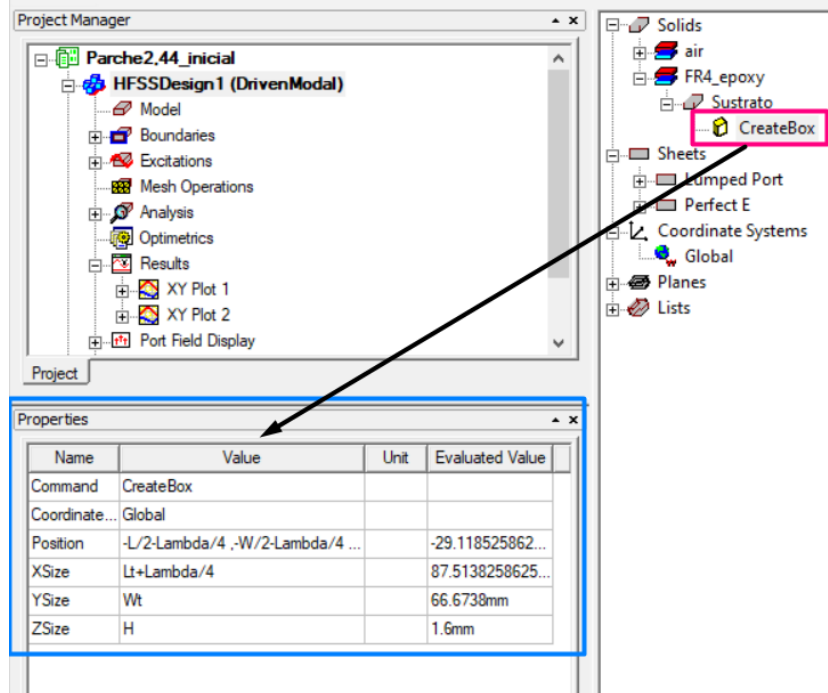 Project Manager
Parche2,44_inicial
HFSSDesign1 (DrivenModal)
Model
Boundaries
Excitations
Mesh Operations
Analysis
Optimetrics
Results
XY Plot 1
XY Plot 2
Port Field Display
Project
Solids
air
FR4_epoxy
Sustrato
CreateBox
Sheets
Lumped Port
Perfect E
Coordinate Systems
Global
Planes
Lists
Properties
Name Value Unit Evaluated Value
Command CreateBox
Coordinate... Global
Position -L/2-Lambda/4 ,-W/2-Lambda/4 ... -29.118525862...
XSize Lt+Lambda/4 87.5138258625...
YSize Wt 66.6738mm
ZSize H 1.6mm